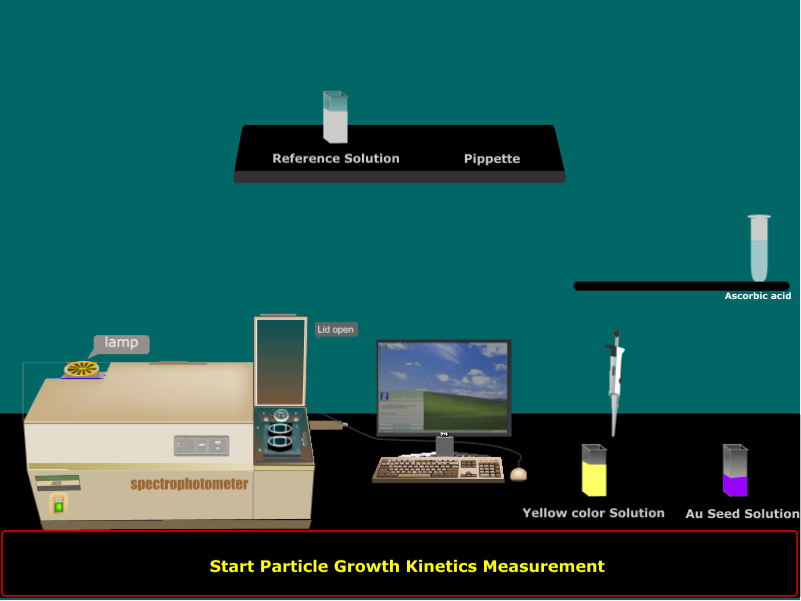 Reference Solution
Pippette
Ascorbic acid
Lid open
lamp
spectrophotometer
Yellow color Solution
Au Seed Solution
Start Particle Growth Kinetics Measurement